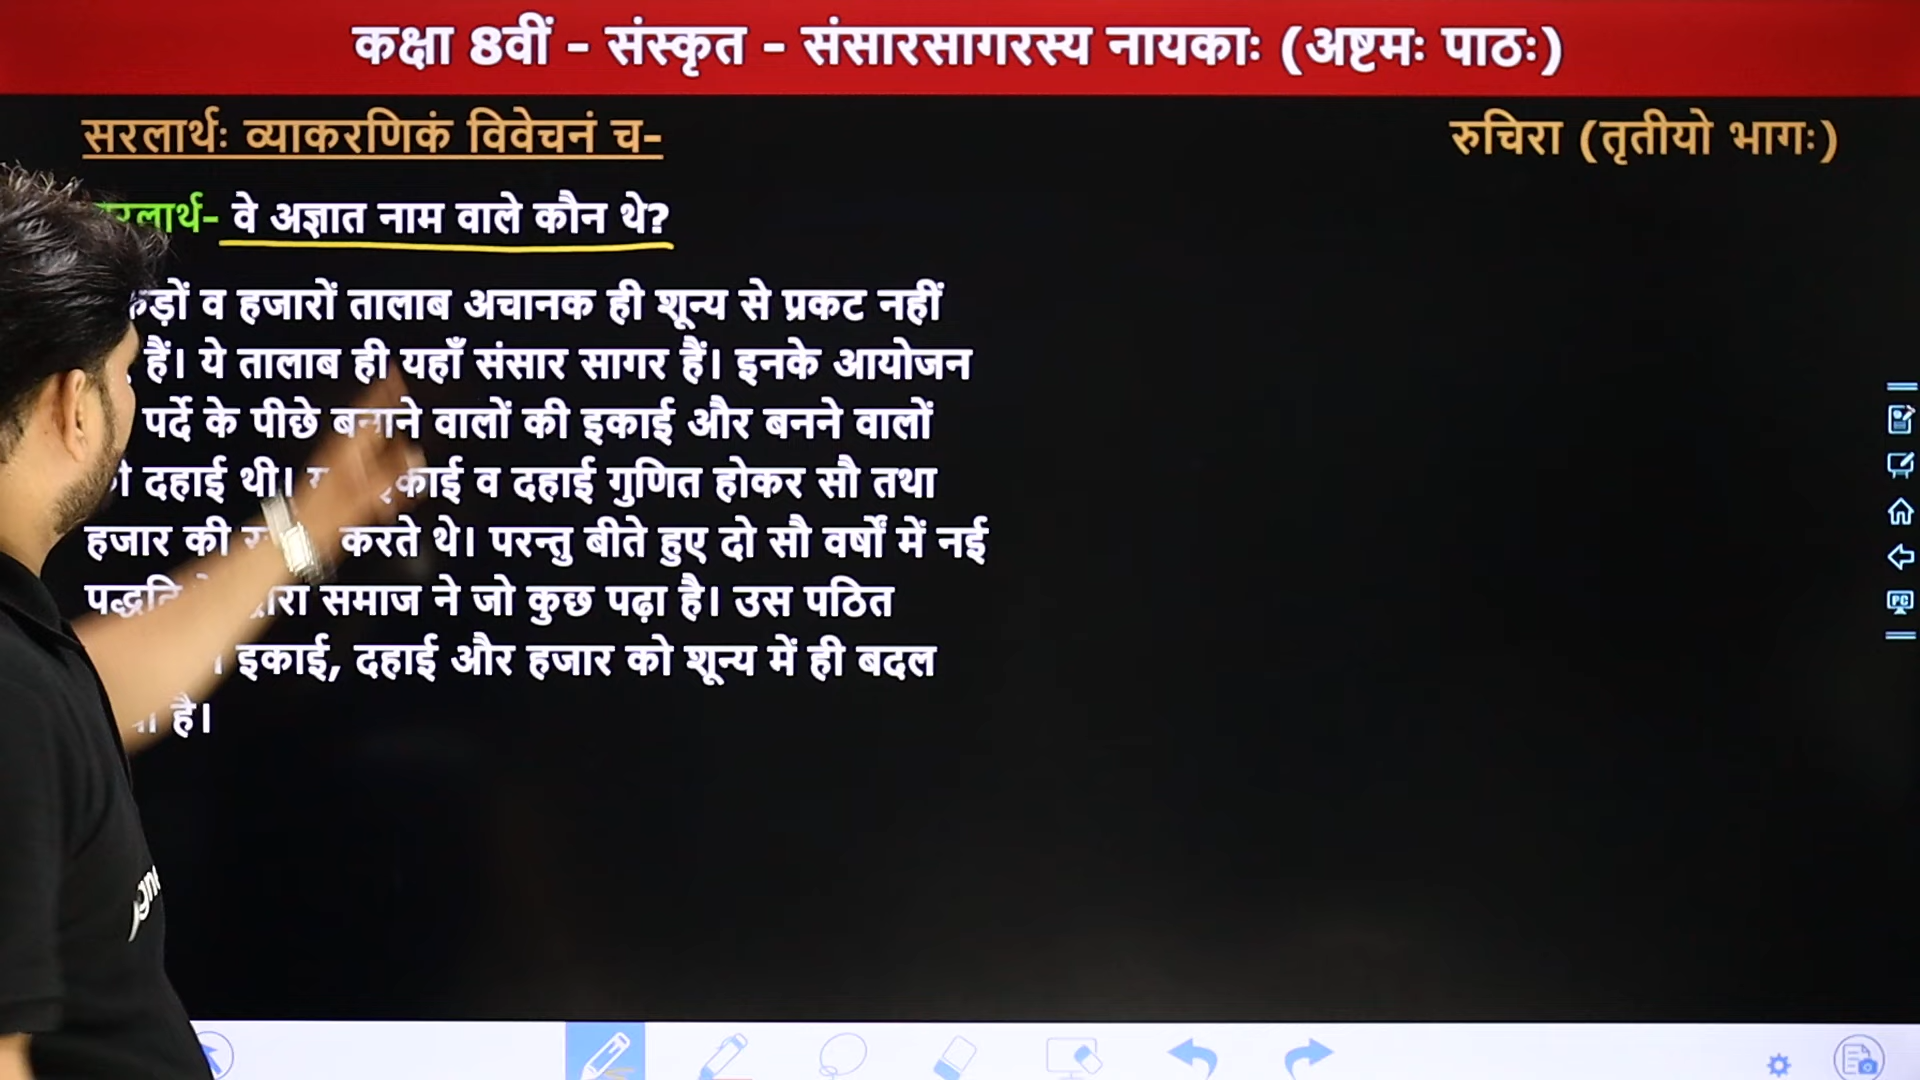 कक्षा 8वीं - संस्कृत - संसारसागरस्य नायकाः (अष्टमः पाठः)
सरलार्थः व्याकरणिकं विवेचनं च-
रुचिरा (तृतीयो भागः)
वे अज्ञात नाम वाले कौन थे?
व हजारों तालाब अचानक ही शून्य से प्रकट नहीं
हैं। ये तालाब ही यहाँ संसार सागर हैं। इनके आयोजन
पर्दे के पीछे बनाने वालों की इकाई और बनने वालों
दहाई थी। इकाई व दहाई गुणित होकर सौ तथा
हजार की करते थे। परन्तु बीते हुए दो सौ वर्षों में नई
समाज ने जो कुछ पढ़ा है। उस पठित
इकाई, दहाई और हजार को शून्य में ही बदल
है।
PC